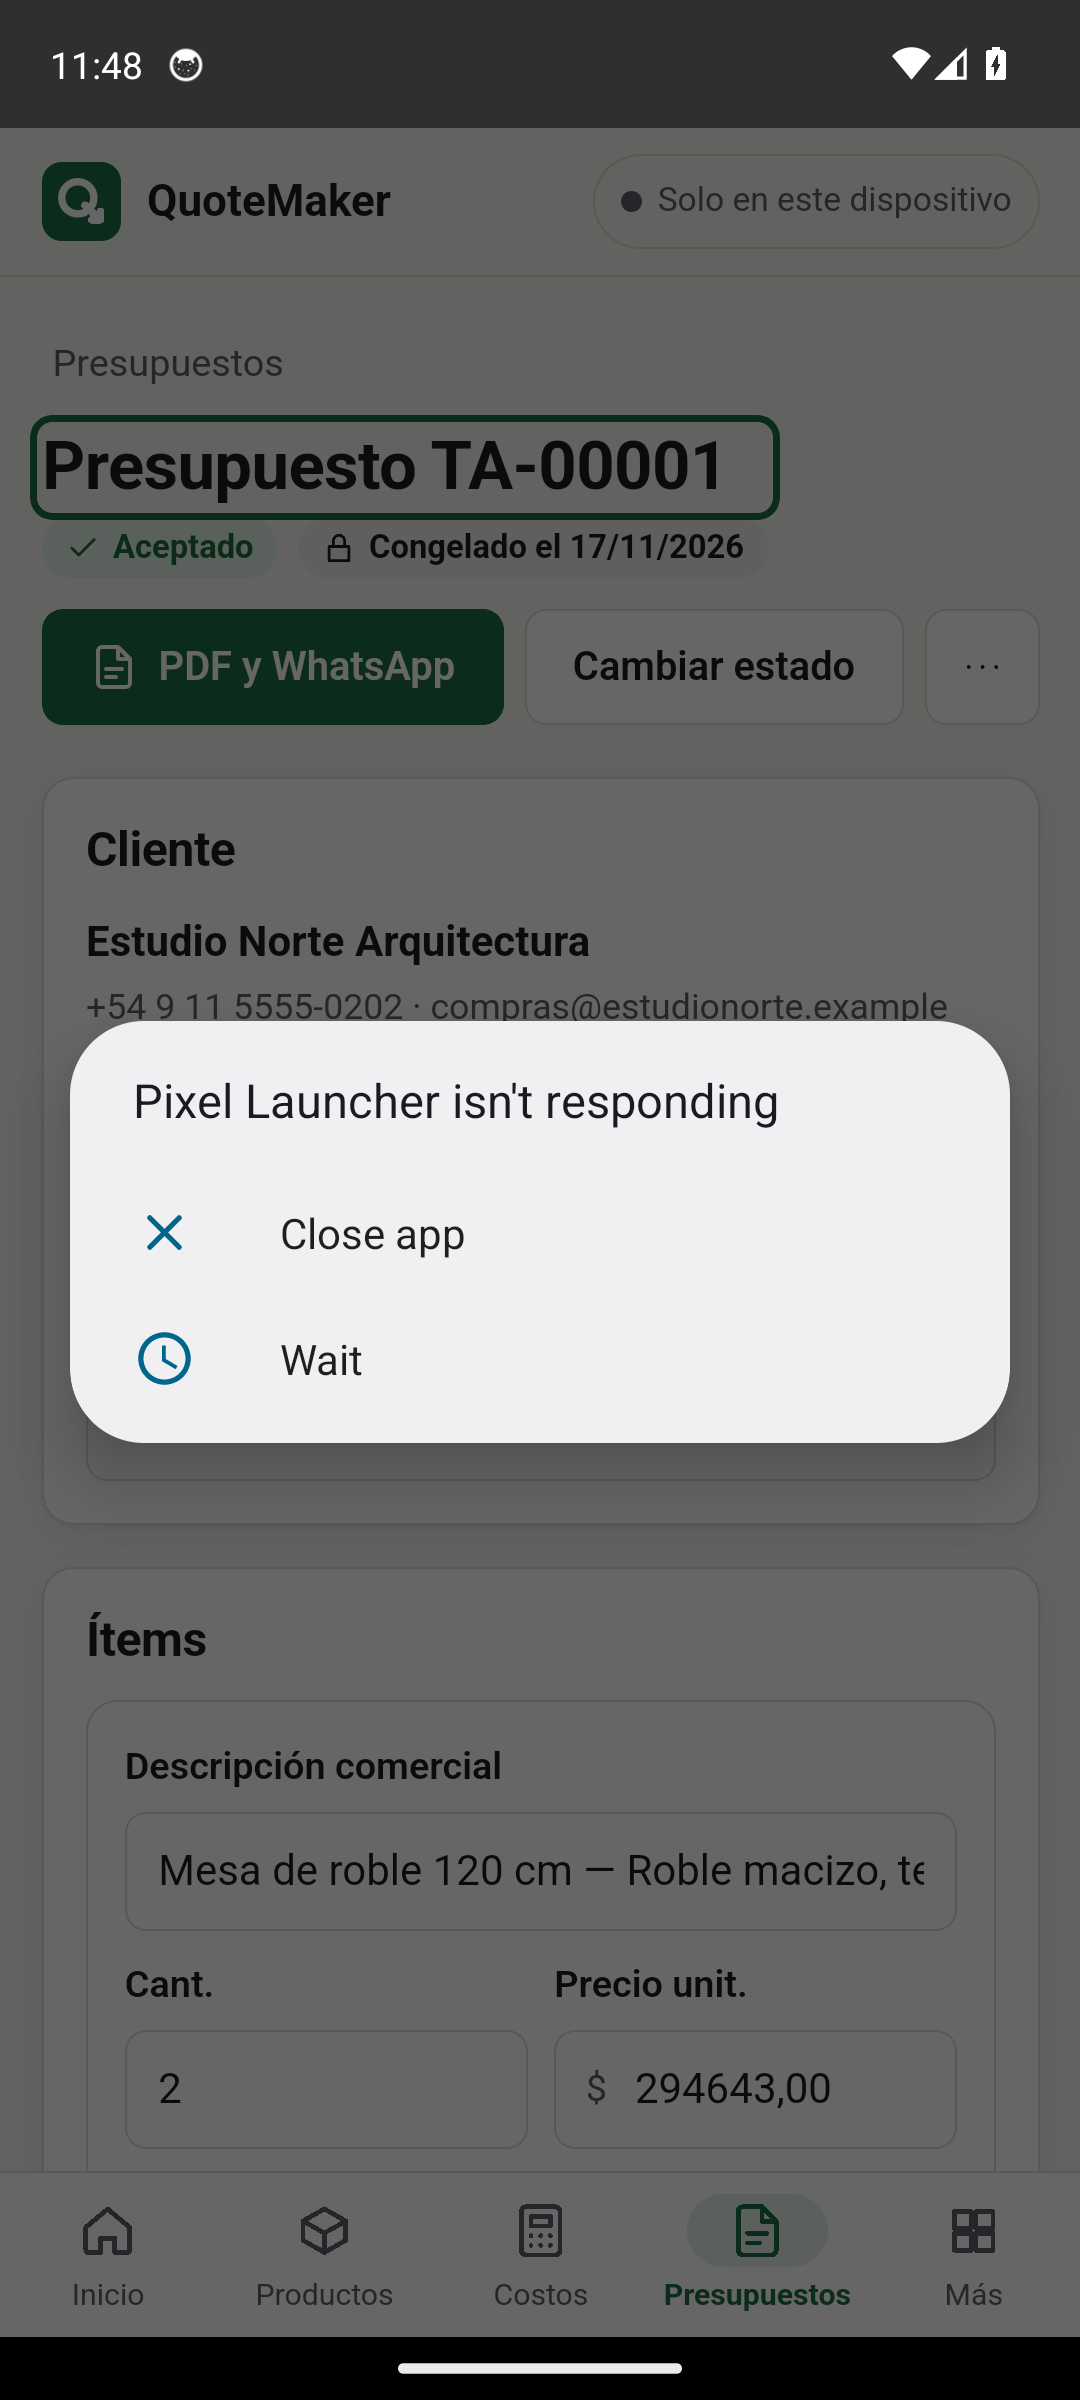 11:48
QuoteMaker
Solo en este dispositivo
Presupuestos
Presupuesto TA-00001
Aceptado
Congelado el 17/11/2026
PDF y WhatsApp
Cambiar estado
...
Cliente
Estudio Norte Arquitectura
+54 9 11 5555-0202 · compras@estudionorte.example
Pixel Launcher isn't responding
Close app
Wait
Ítems
Descripción comercial
Mesa de roble 120 cm — Roble macizo, te
Cant.
Precio unit.
2
$ 294643,00
Inicio
Productos
Costos
Presupuestos
Más